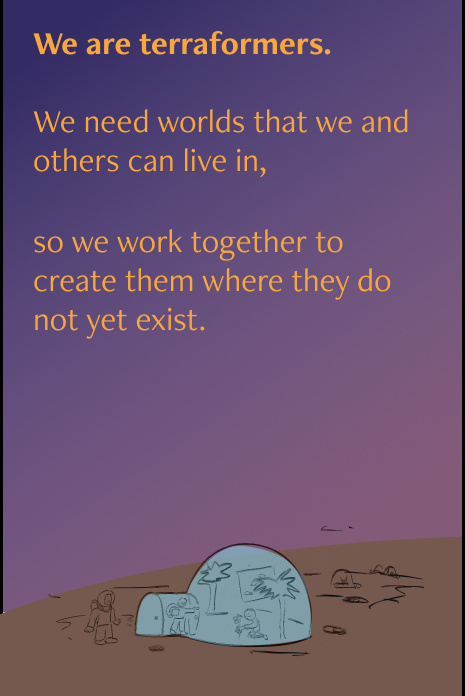 We are terraformers.
We need worlds that we and
others can live in,
so we work together to
create them where they do
not yet exist.